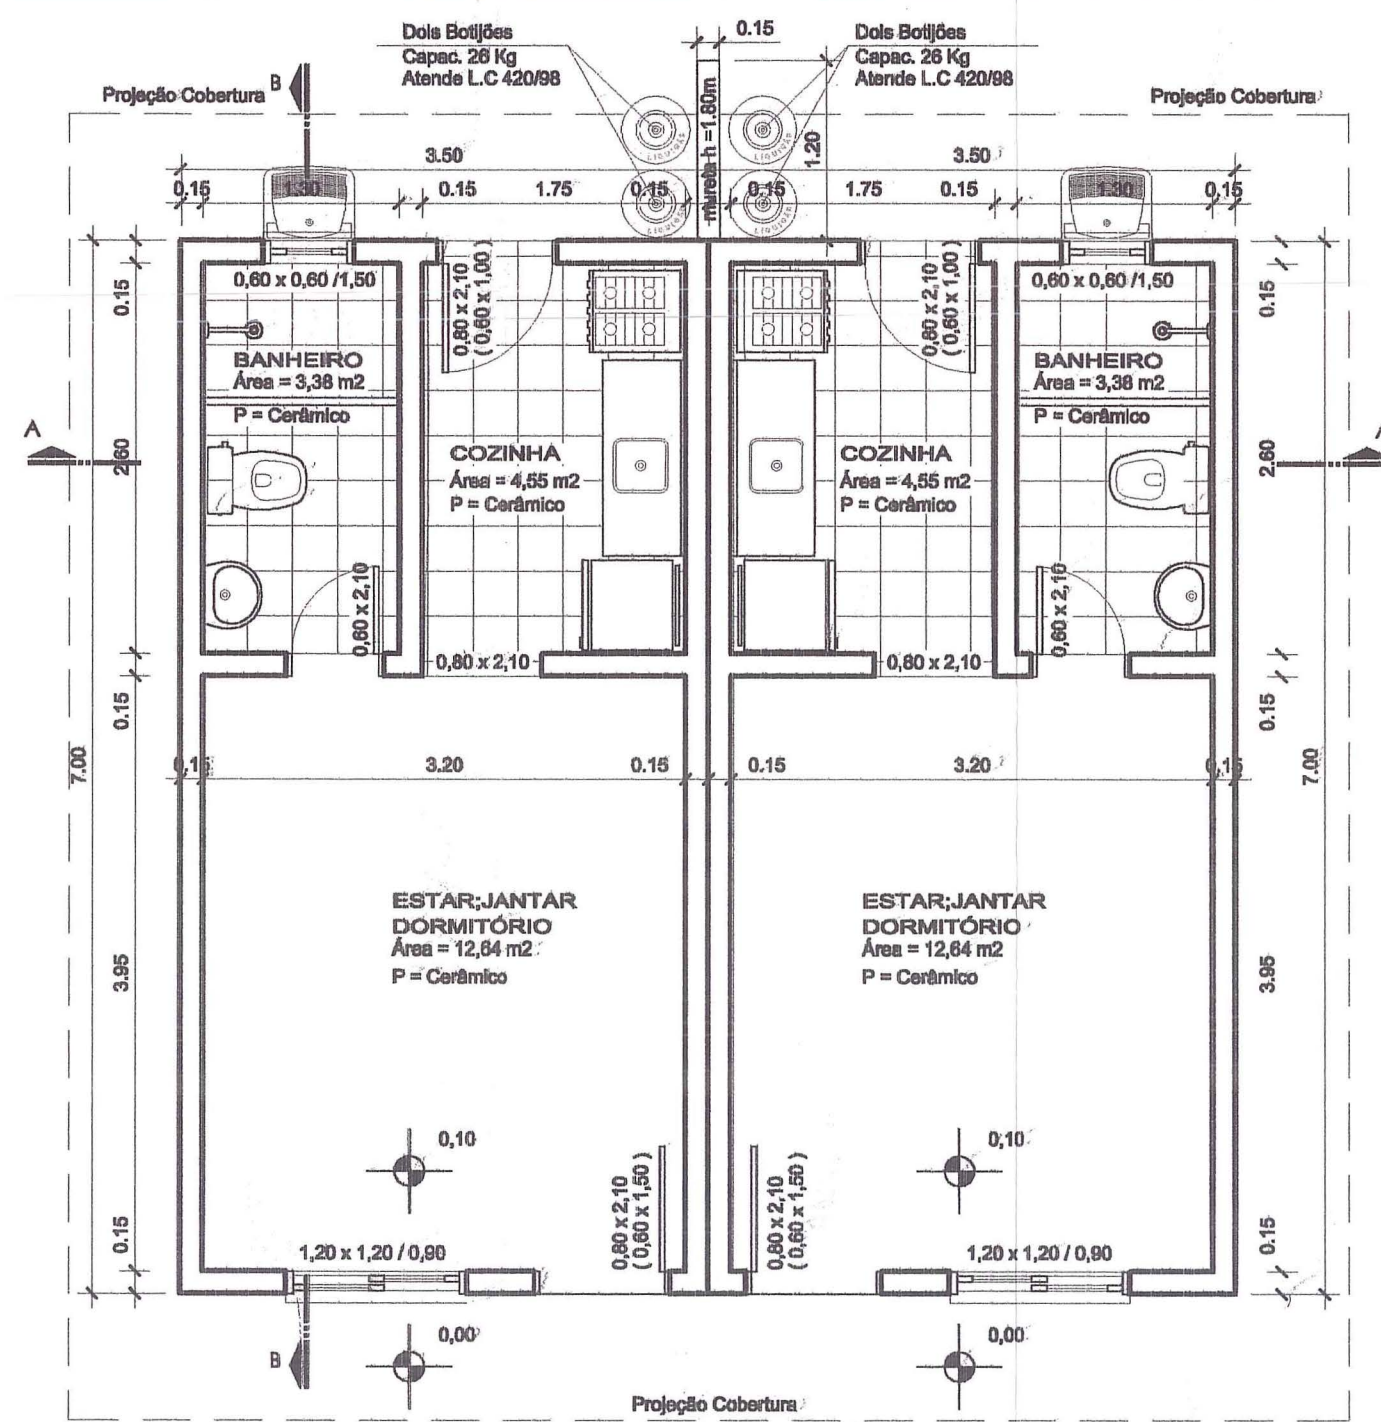 Dois Botijões
Capac. 26 Kg
Atende L.C 420/98
0.15
Dois Botijões
Capac. 26 Kg
Atende L.C 420/98
Projeção Cobertura
B
Projeção Cobertura
mureta h =1.80m
1.20
LIQUIGÁS
LIQUIGÁS
3.50
3.50
0.15
1.30
0.15
1.75
0.15
0.15
1.75
0.15
1.30
0.15
LIQUIGÁS
LIQUIGÁS
0,60 x 0,60 /1,50
0,80 x 2,10
( 0,60 x 1,00 )
0,80 x 2,10
( 0,60 x 1,00 )
0,60 x 0,60 /1,50
0.15
0.15
BANHEIRO
Área = 3,38 m2
P = Cerâmico
BANHEIRO
Área = 3,38 m2
P = Cerâmico
A
2.60
COZINHA
Área = 4,55 m2
P = Cerâmico
COZINHA
Área = 4,55 m2
P = Cerâmico
2.60
A
0,60 x 2,10
0,80 x 2,10
0,80 x 2,10
0,60 x 2,10
0.15
0.15
7.00
0,15
3.20
0.15
0.15
3.20
0,15
7.00
ESTAR;JANTAR
DORMITÓRIO
Área = 12,64 m2
P = Cerâmico
ESTAR;JANTAR
DORMITÓRIO
Área = 12,64 m2
P = Cerâmico
3.95
3.95
0,10
0,10
0,80 x 2,10
( 0,60 x 1,50 )
0,80 x 2,10
( 0,60 x 1,50 )
0.15
1,20 x 1,20 / 0,90
1,20 x 1,20 / 0,90
0.15
B
0,00
0,00
Projeção Cobertura